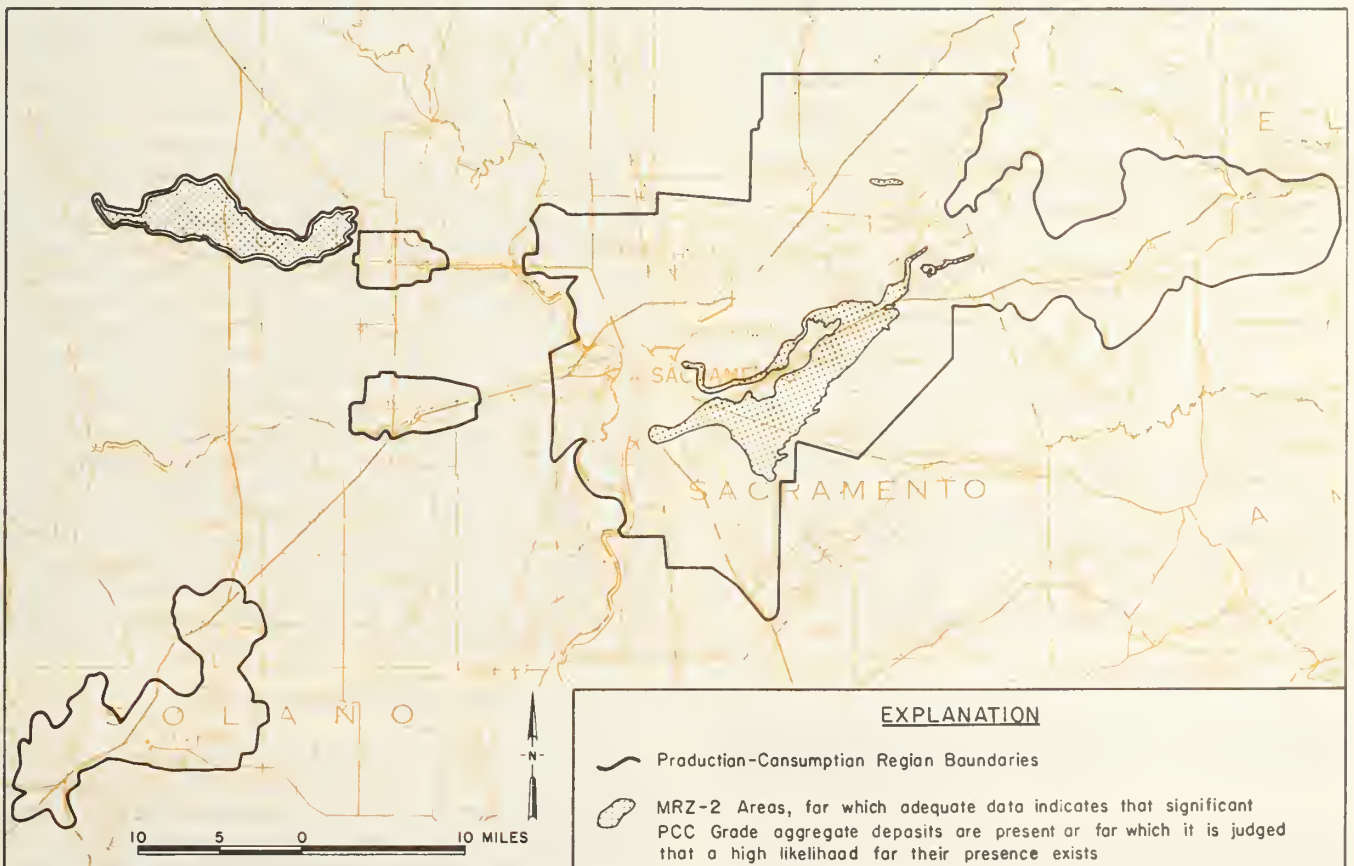 E L
SACRAMEN
SACRAMENTO
A
SOLANO
-N-
10 5 0 10 MILES
EXPLANATION
Production-Consumption Region Boundaries
MRZ-2 Areas, for which adequate data indicates that significant
PCC Grade aggregate deposits are present or for which it is judged
that a high likelihood for their presence exists